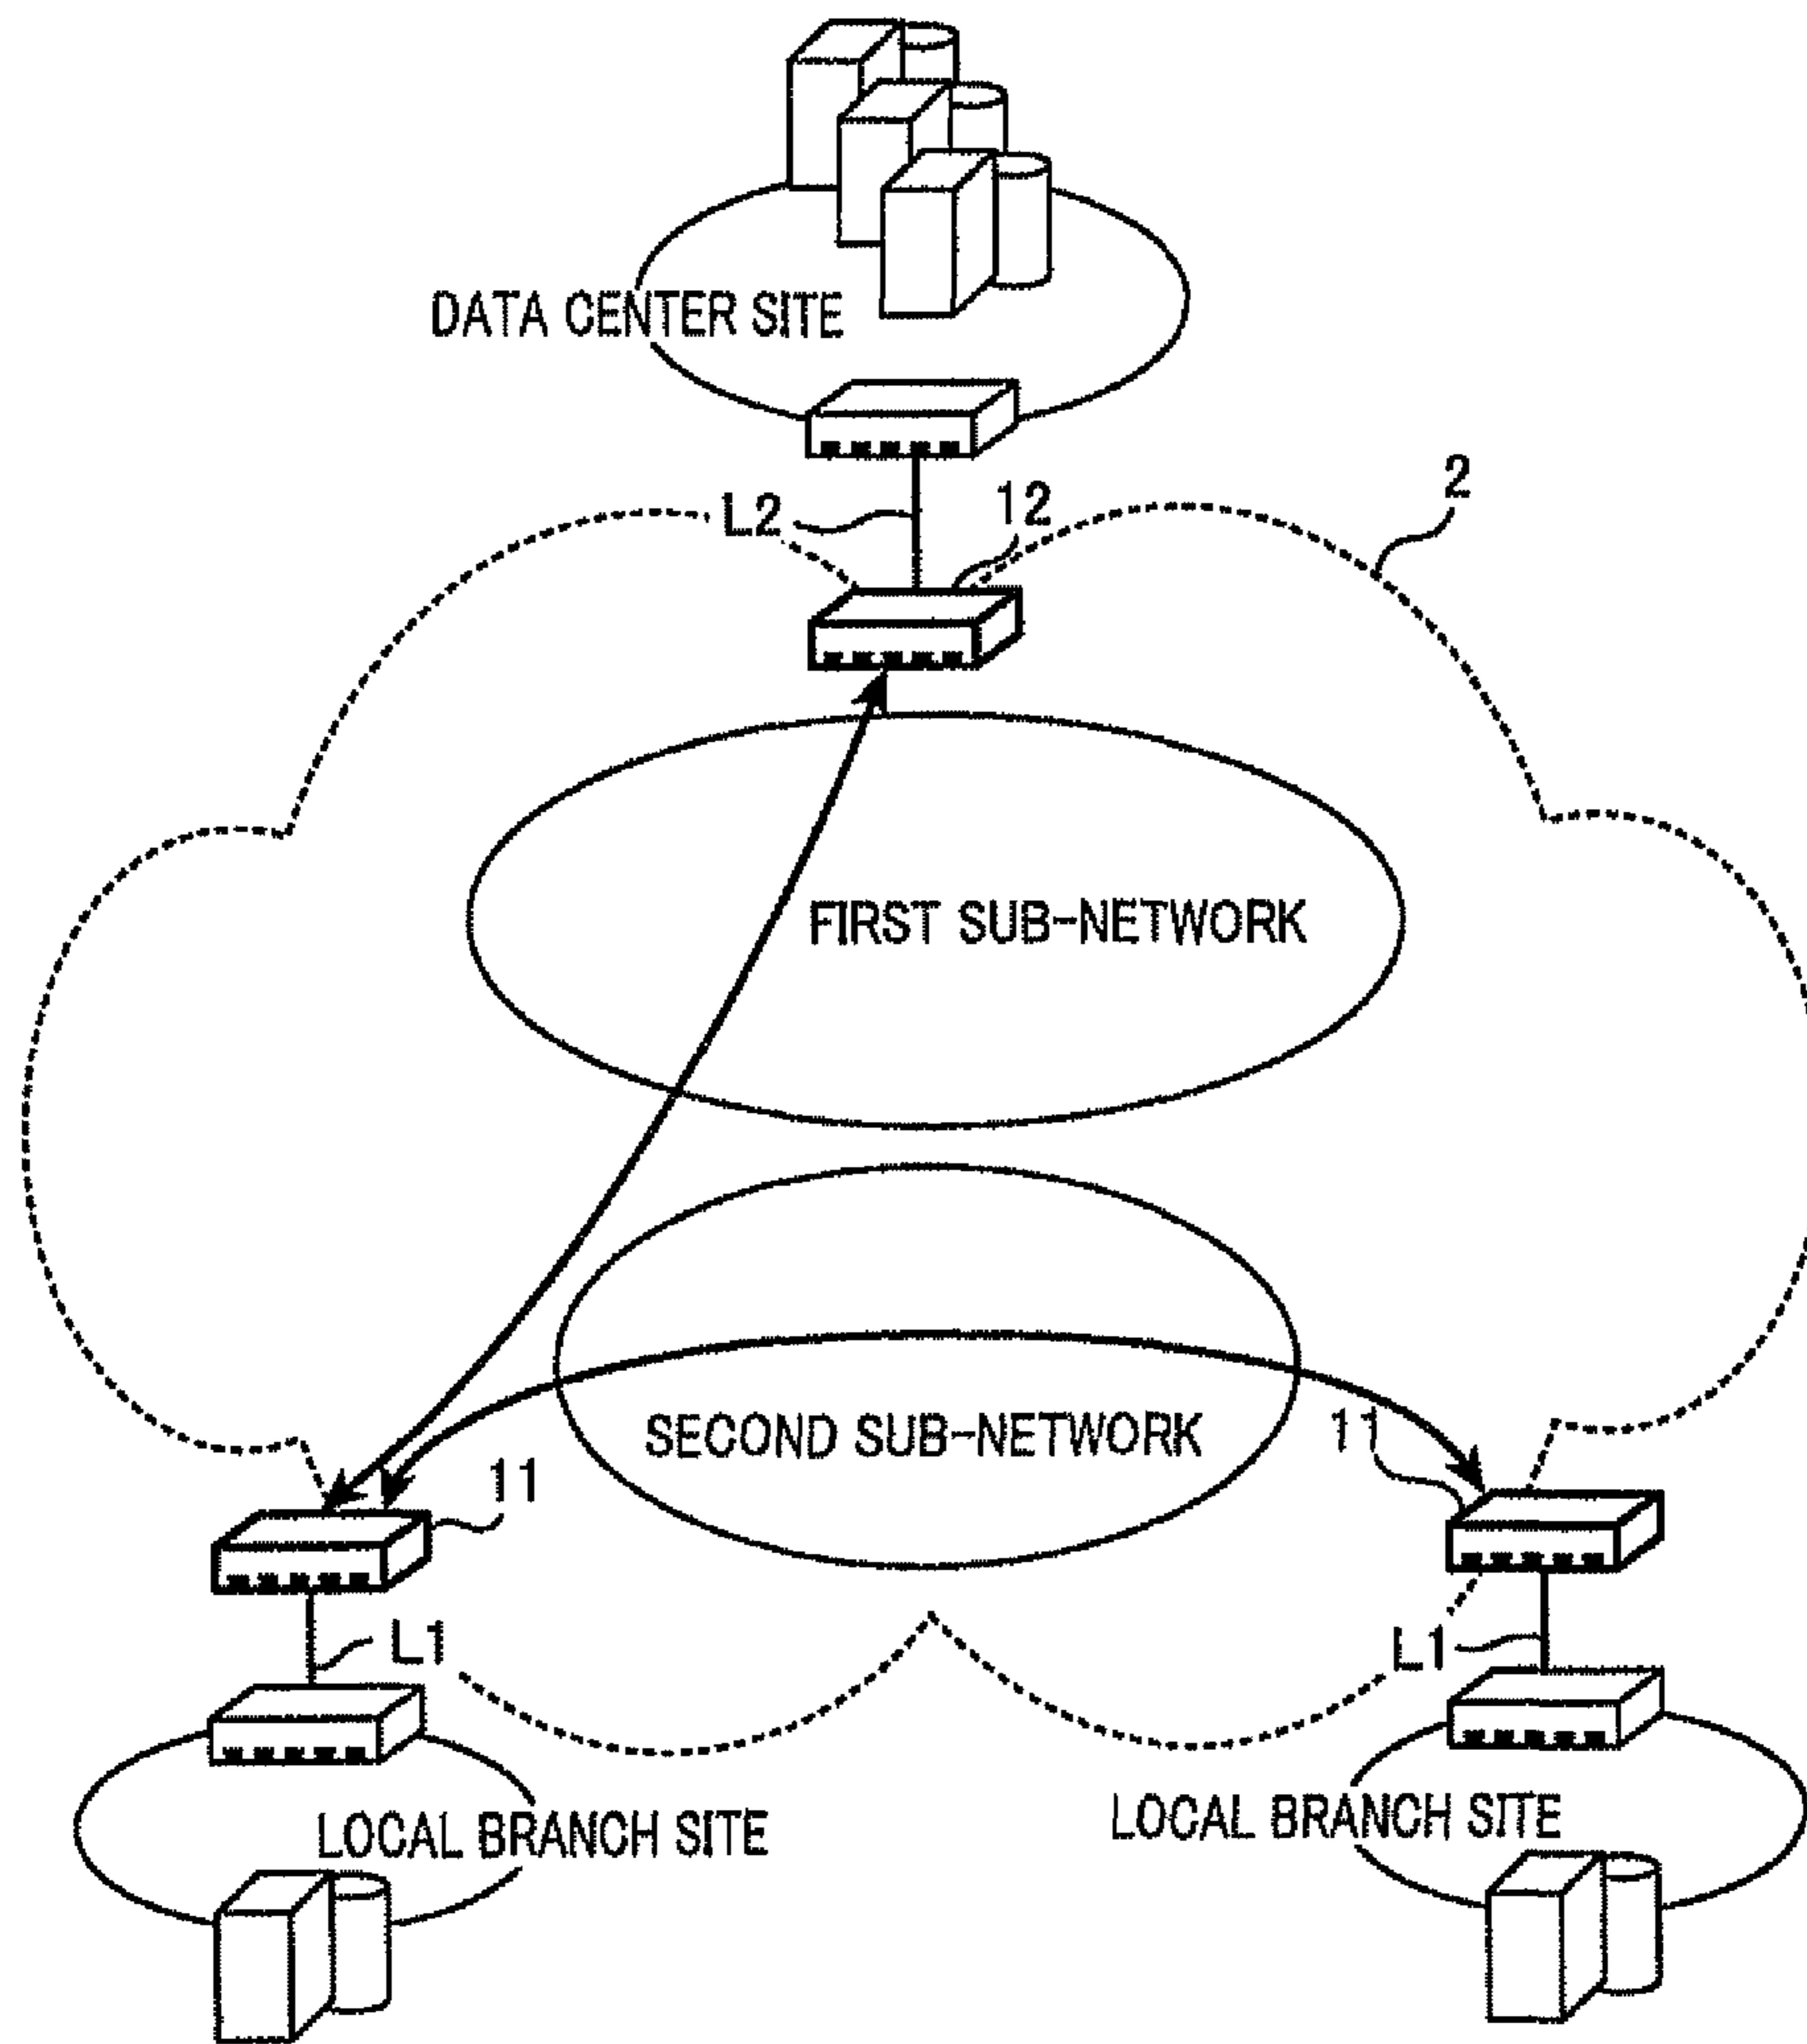 DATA CENTER SITE
2
L2
12
FIRST SUB-NETWORK
SECOND SUB-NETWORK
11
11
L1
L1
LOCAL BRANCH SITE
LOCAL BRANCH SITE